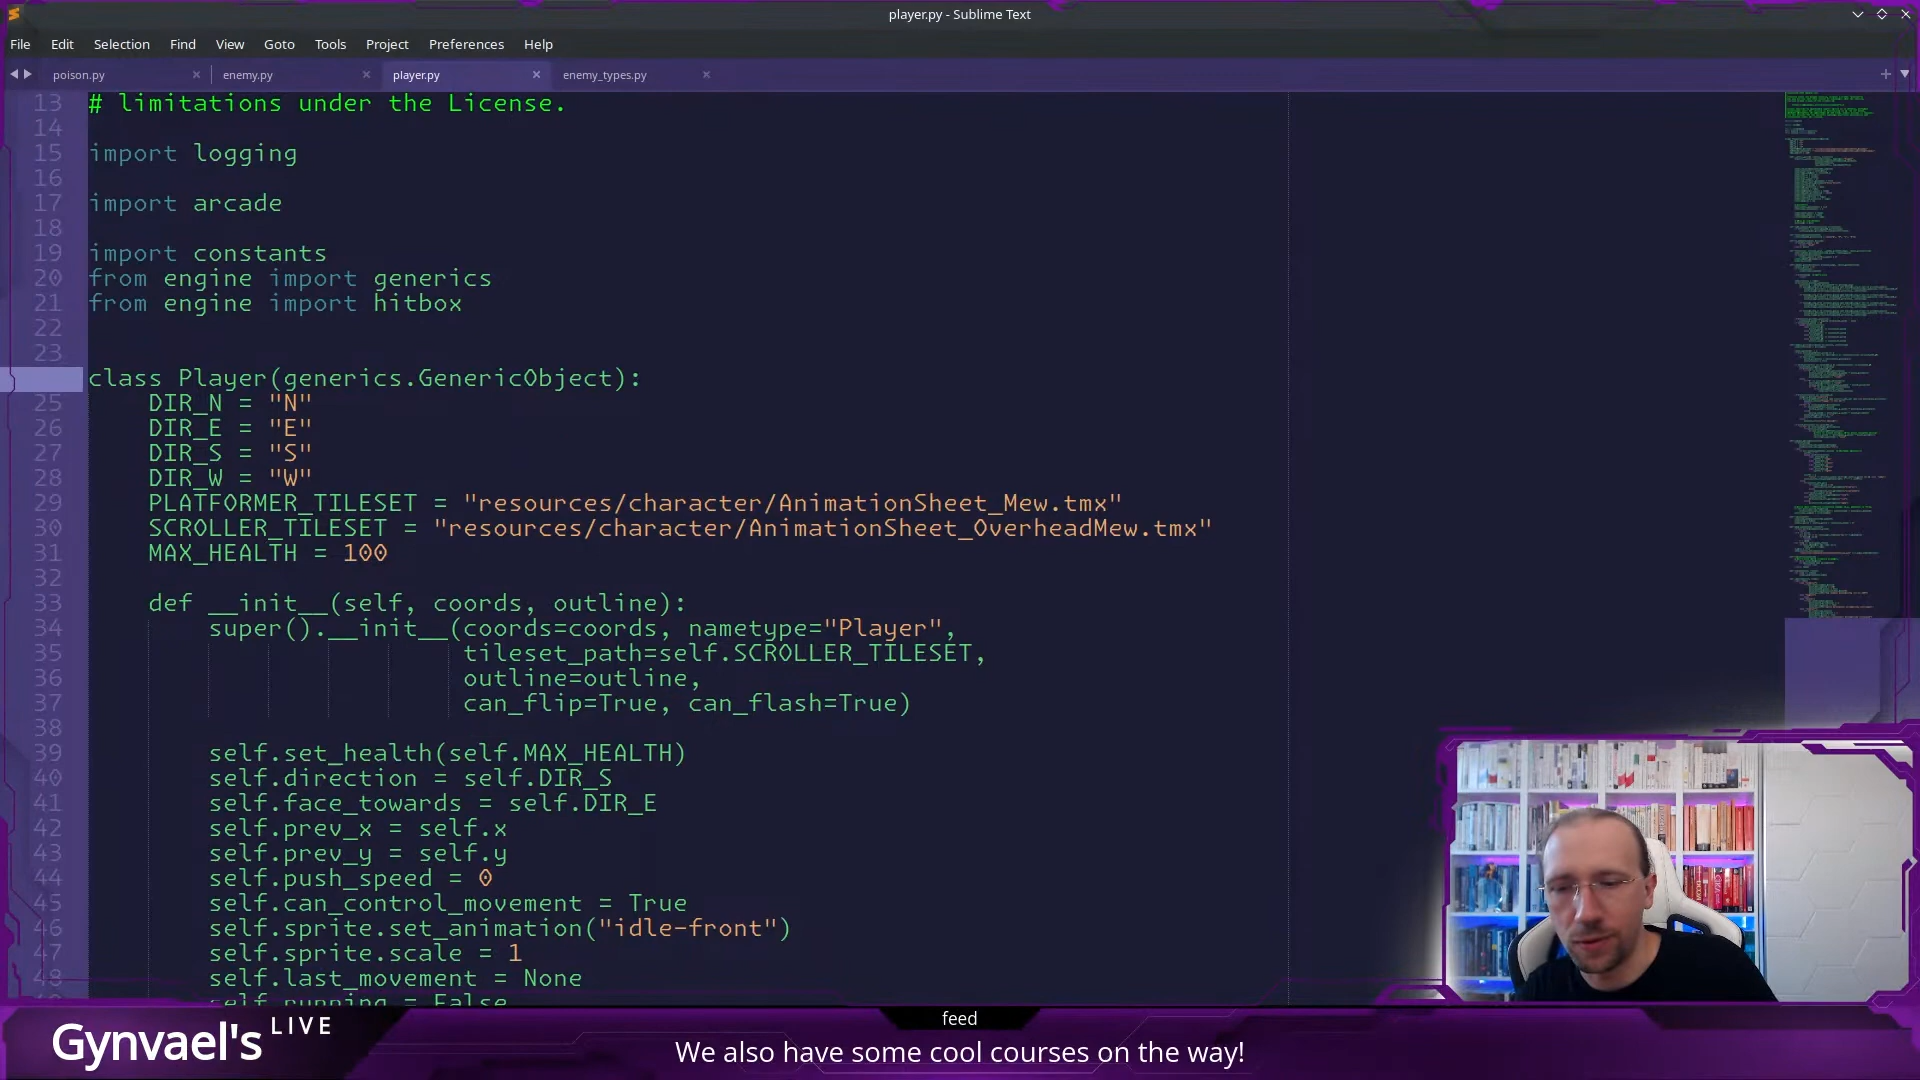 player.py - Sublime Text
File Edit Selection Find View Goto Tools Project Preferences Help
poison.py enemy.py player.py enemy_types.py
13 # limitations under the License.
14
15 import logging
16
17 import arcade
18
19 import constants
20 from engine import generics
21 from engine import hitbox
22
23
class Player(generics.GenericObject):
25 DIR_N = "N"
26 DIR_E = "E"
27 DIR_S = "S"
28 DIR_W = "W"
29 PLATFORMER_TILESET = "resources/character/AnimationSheet_Mew.tmx"
30 SCROLLER_TILESET = "resources/character/AnimationSheet_OverheadMew.tmx"
31 MAX_HEALTH = 100
32
33 def __init__(self, coords, outline):
34 super().__init__(coords=coords, nametype="Player",
35 tileset_path=self.SCROLLER_TILESET,
36 outline=outline,
37 can_flip=True, can_flash=True)
38
39 self.set_health(self.MAX_HEALTH)
40 self.direction = self.DIR_S
41 self.face_towards = self.DIR_E
42 self.prev_x = self.x
43 self.prev_y = self.y
44 self.push_speed = 0
45 self.can_control_movement = True
46 self.sprite.set_animation("idle-front")
47 self.sprite.scale = 1
48 self.last_movement = None
self.running = False
Gynvael's LIVE
feed
We also have some cool courses on the way!